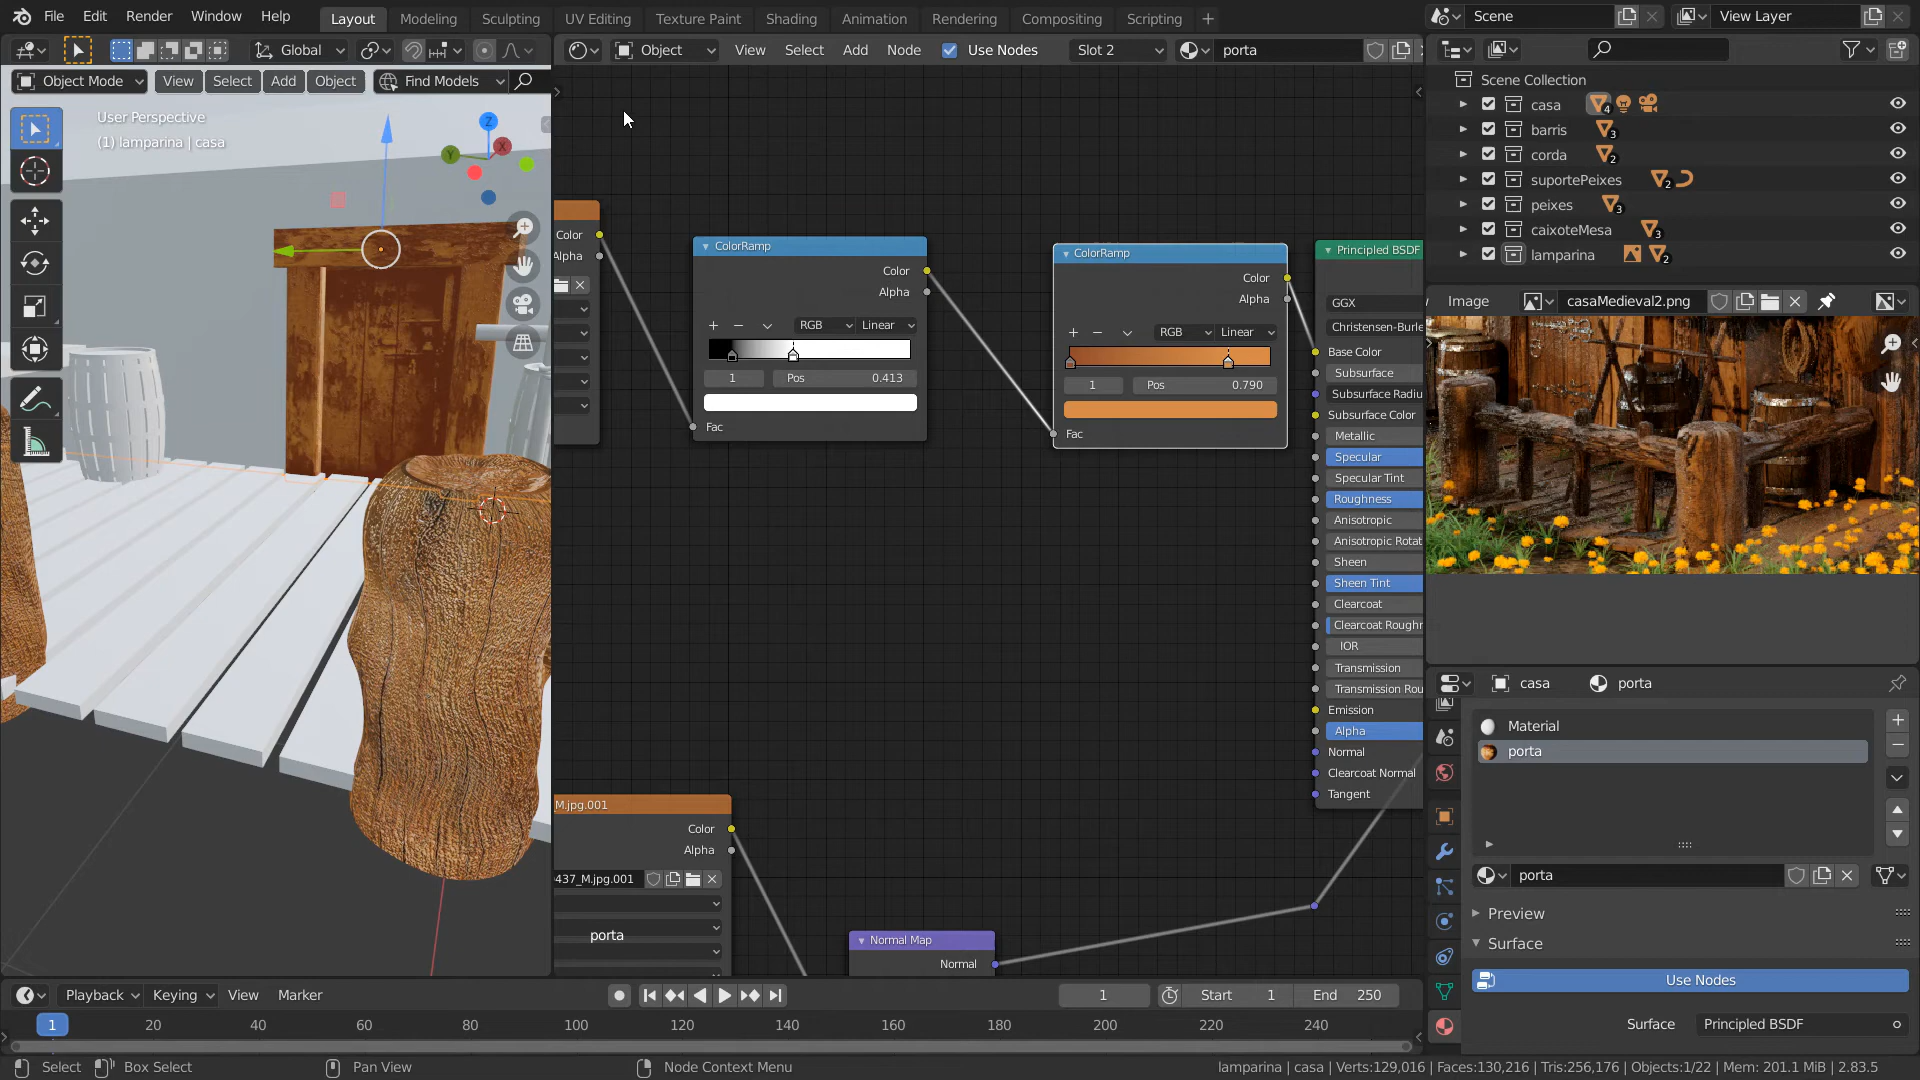 File Edit Render Window Help Layout Modeling Sculpting UV Editing Texture Paint Shading Animation Rendering Compositing Scripting + Scene View Layer
Global Object View Select Add Node Use Nodes Slot 2 porta
Object Mode View Select Add Object Find Models
User Perspective
(1) lamparina | casa
Z
Y
X
Color
Alpha
ColorRamp
Color
Alpha
+ − RGB Linear
1 Pos 0.413
Fac
ColorRamp
Color
Alpha
+ − RGB Linear
1 Pos 0.790
Fac
Principled BSDF
GGX
Christensen-Burle
Base Color
Subsurface
Subsurface Radiu
Subsurface Color
Metallic
Specular
Specular Tint
Roughness
Anisotropic
Anisotropic Rotat
Sheen
Sheen Tint
Clearcoat
Clearcoat Roughr
IOR
Transmission
Transmission Rou
Emission
Alpha
Normal
Clearcoat Normal
Tangent
M.jpg.001
Color
Alpha
437_M.jpg.001
porta
Normal Map
Normal
Scene Collection
casa 4
barris 3
corda 2
suportePeixes 2
peixes 3
caixoteMesa 3
lamparina 2
Image casaMedieval2.png
casa porta
Material
porta
porta
Preview
Surface
Use Nodes
Surface Principled BSDF
Playback Keying View Marker 1 Start 1 End 250
1 20 40 60 80 100 120 140 160 180 200 220 240
Select Box Select Pan View Node Context Menu lamparina | casa | Verts:129,016 | Faces:130,216 | Tris:256,176 | Objects:1/22 | Mem: 201.1 MiB | 2.83.5